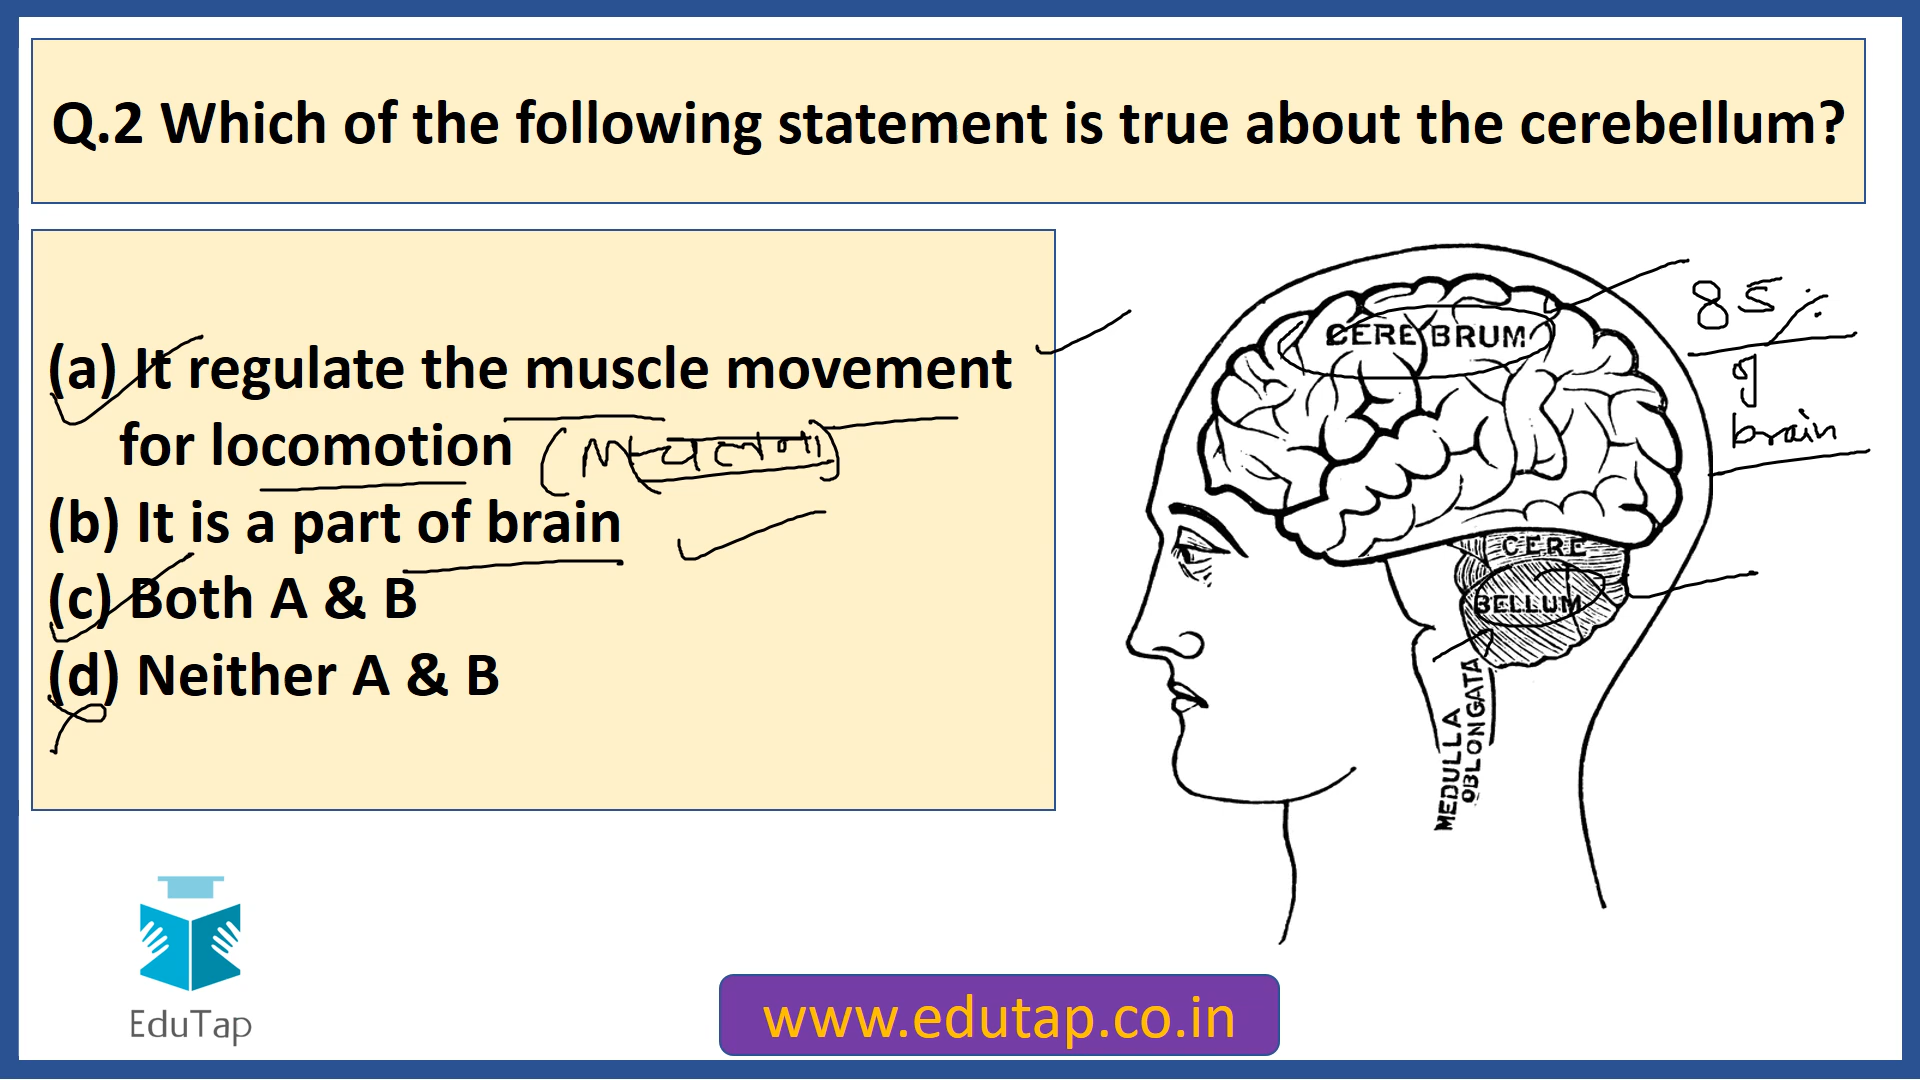 Q.2 Which of the following statement is true about the cerebellum?
(a) It regulate the muscle movement
for locomotion
(b) It is a part of brain
(c) Both A & B
(d) Neither A & B
CEREBRUM
85%
brain
CERE
BELLUM
MEDULLA
OBLONGATA
EduTap
www.edutap.co.in